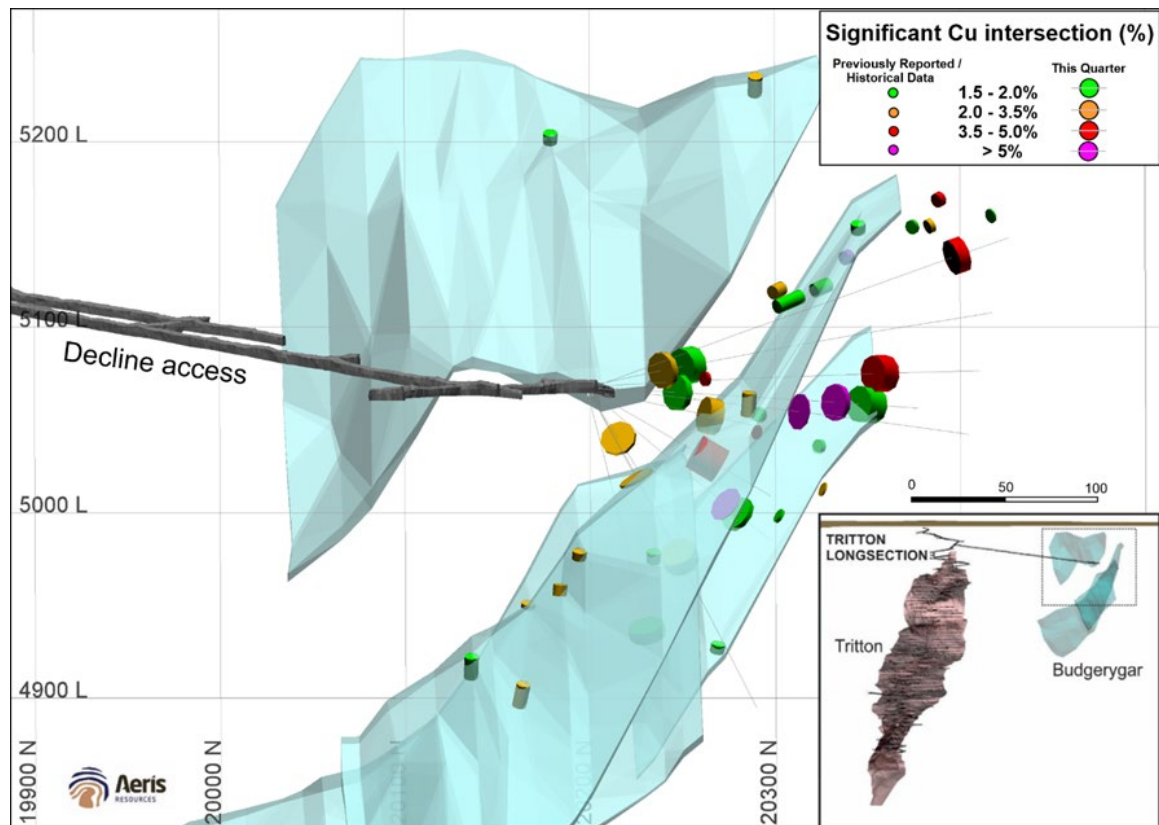 Significant Cu intersection (%)
Previously Reported /
Historical Data
This Quarter
1.5 - 2.0%
2.0 - 3.5%
3.5 - 5.0%
> 5%
5200 L
5100 L
Decline access
5000 L
4900 L
0 50 100
TRITTON
LONGSECTION
Tritton
Budgerygar
19900 N
20000 N
20100 N
20200 N
20300 N
Aeris
RESOURCES